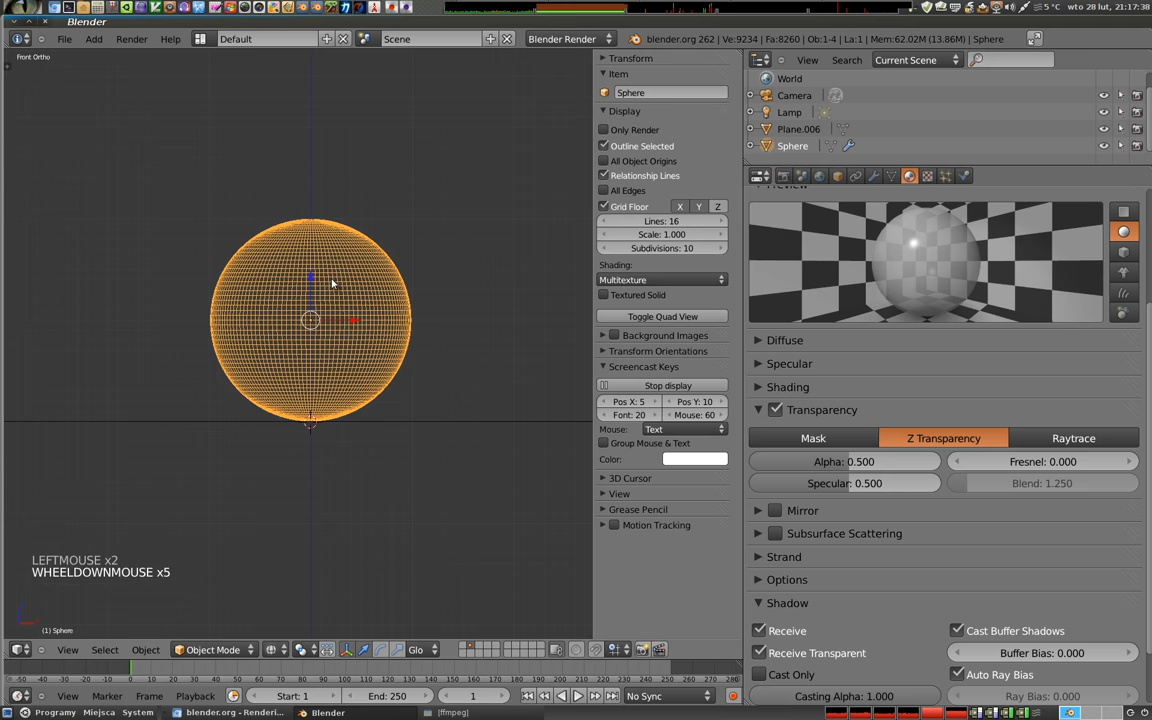 5 °C wto 28 lut, 21:17:38
Blender
File Add Render Help Default Scene Blender Render blender.org 262 | Ve:9234 | Fa:8260 | Ob:1-4 | La:1 | Mem:62.02M (13.86M) | Sphere
Front Ortho
LEFTMOUSE x2
WHEELDOWNMOUSE x5
(1) Sphere
View Select Object Object Mode Glo
Transform
Item
Sphere
Display
Only Render
Outline Selected
All Object Origins
Relationship Lines
All Edges
Grid Floor X Y Z
Lines: 16
Scale: 1.000
Subdivisions: 10
Shading:
Multitexture
Textured Solid
Toggle Quad View
Background Images
Transform Orientations
Screencast Keys
Stop display
Pos X: 5 Pos Y: 10
Font: 20 Mouse: 60
Mouse: Text
Group Mouse & Text
Color:
3D Cursor
View
Grease Pencil
Motion Tracking
View Search Current Scene
World
Camera
Lamp
Plane.006
Sphere
Preview
Diffuse
Specular
Shading
Transparency
Mask Z Transparency Raytrace
Alpha: 0.500 Fresnel: 0.000
Specular: 0.500 Blend: 1.250
Mirror
Subsurface Scattering
Strand
Options
Shadow
Receive Cast Buffer Shadows
Receive Transparent Buffer Bias: 0.000
Cast Only Auto Ray Bias
Casting Alpha: 1.000 Ray Bias: 0.000
-50 -40 -30 -20 -10 0 10 20 30 40 50 60 70 80 90 100 110 120 130 140 150 160 170 180 190 200 210 220 230 240 250 260 270 280
View Marker Frame Playback Start: 1 End: 250 1 No Sync
Programy Miejsca System blender.org - Renderi... Blender [ffmpeg]